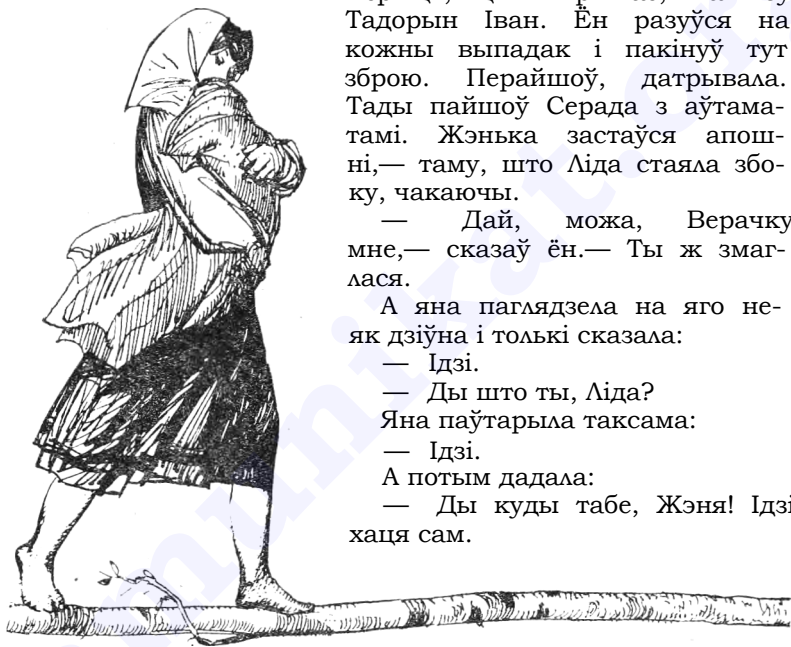 Тадорын Іван. Ён разуўся на
кожны выпадак і пакінуў тут
зброю. Перайшоў, датрывала.
Тады пайшоў Серада з аўтама-
тамі. Жэнька застаўся апош-
ні,— таму, што Ліда стаяла збо-
ку, чакаючы.
— Дай, можа, Верачку
мне,— сказаў ён.— Ты ж змаг-
лася.
А яна паглядзела на яго не-
як дзіўна і толькі сказала:
— Ідзі.
— Ды што ты, Ліда?
Яна паўтарыла таксама:
— Ідзі.
А потым дадала:
— Ды куды табе, Жэня! Ідзі
хаця сам.